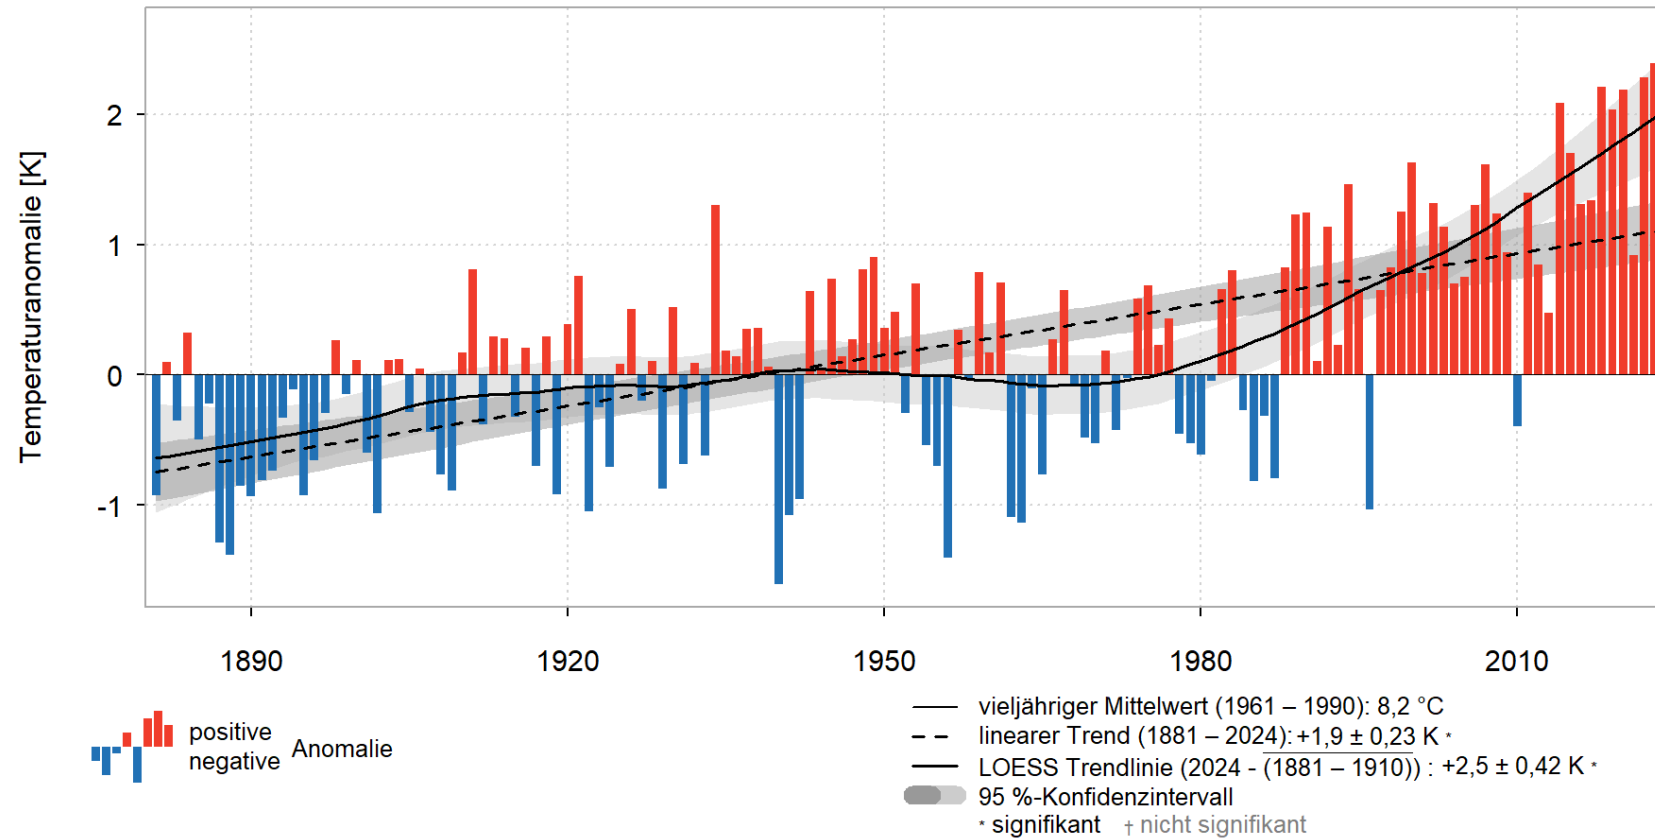 Temperaturanomalie [K]
2
1
0
-1
1890 1920 1950 1980 2010
positive
negative Anomalie
vieljähriger Mittelwert (1961 – 1990): 8,2 °C
linearer Trend (1881 – 2024): +1,9 ± 0,23 K *
LOESS Trendlinie (2024 - (1881 – 1910)) : +2,5 ± 0,42 K *
95 %-Konfidenzintervall
* signifikant † nicht signifikant